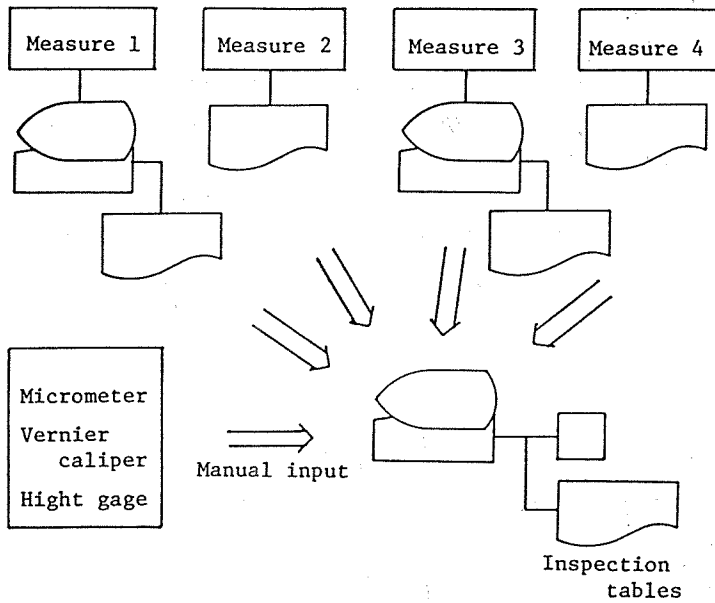 Measure 1
Measure 2
Measure 3
Measure 4
Micrometer
Vernier
caliper
Hight gage
Manual input
Inspection
tables